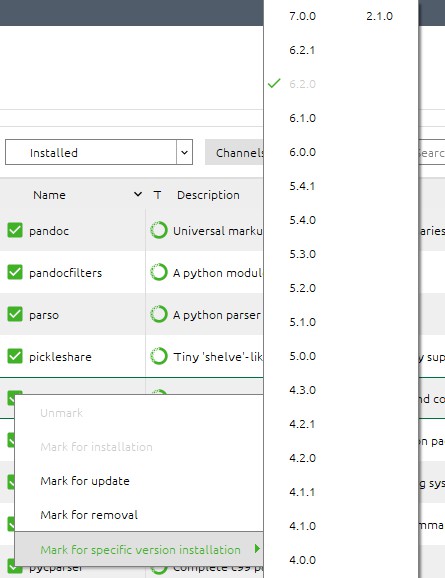 7.0.0 2.1.0
6.2.1
6.2.0
6.1.0
Installed Channels 6.0.0
Name T Description 5.4.1
pandoc Universal marku 5.4.0 aries
5.3.0
pandocfilters A python modul
5.2.0
parso A python parser
5.1.0
pickleshare Tiny 'shelve'-lik 5.0.0 y sup
4.3.0 nd co
Unmark
4.2.1
Mark for installation 4.2.0 on pa
Mark for update 4.1.1 g sys
Mark for removal 4.1.0
Mark for specific version installation 4.0.0
pycparser Complete c99 p